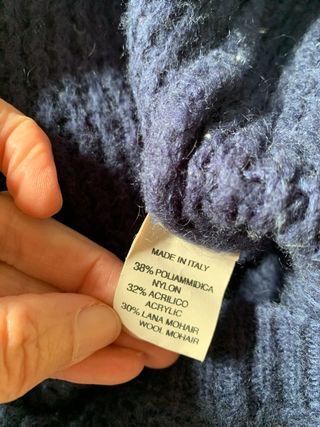 MADE IN ITALY
38% POLIAMMIDICA
NYLON
32% ACRILICO
ACRYLIC
30% LANA MOHAIR
WOOL MOHAIR